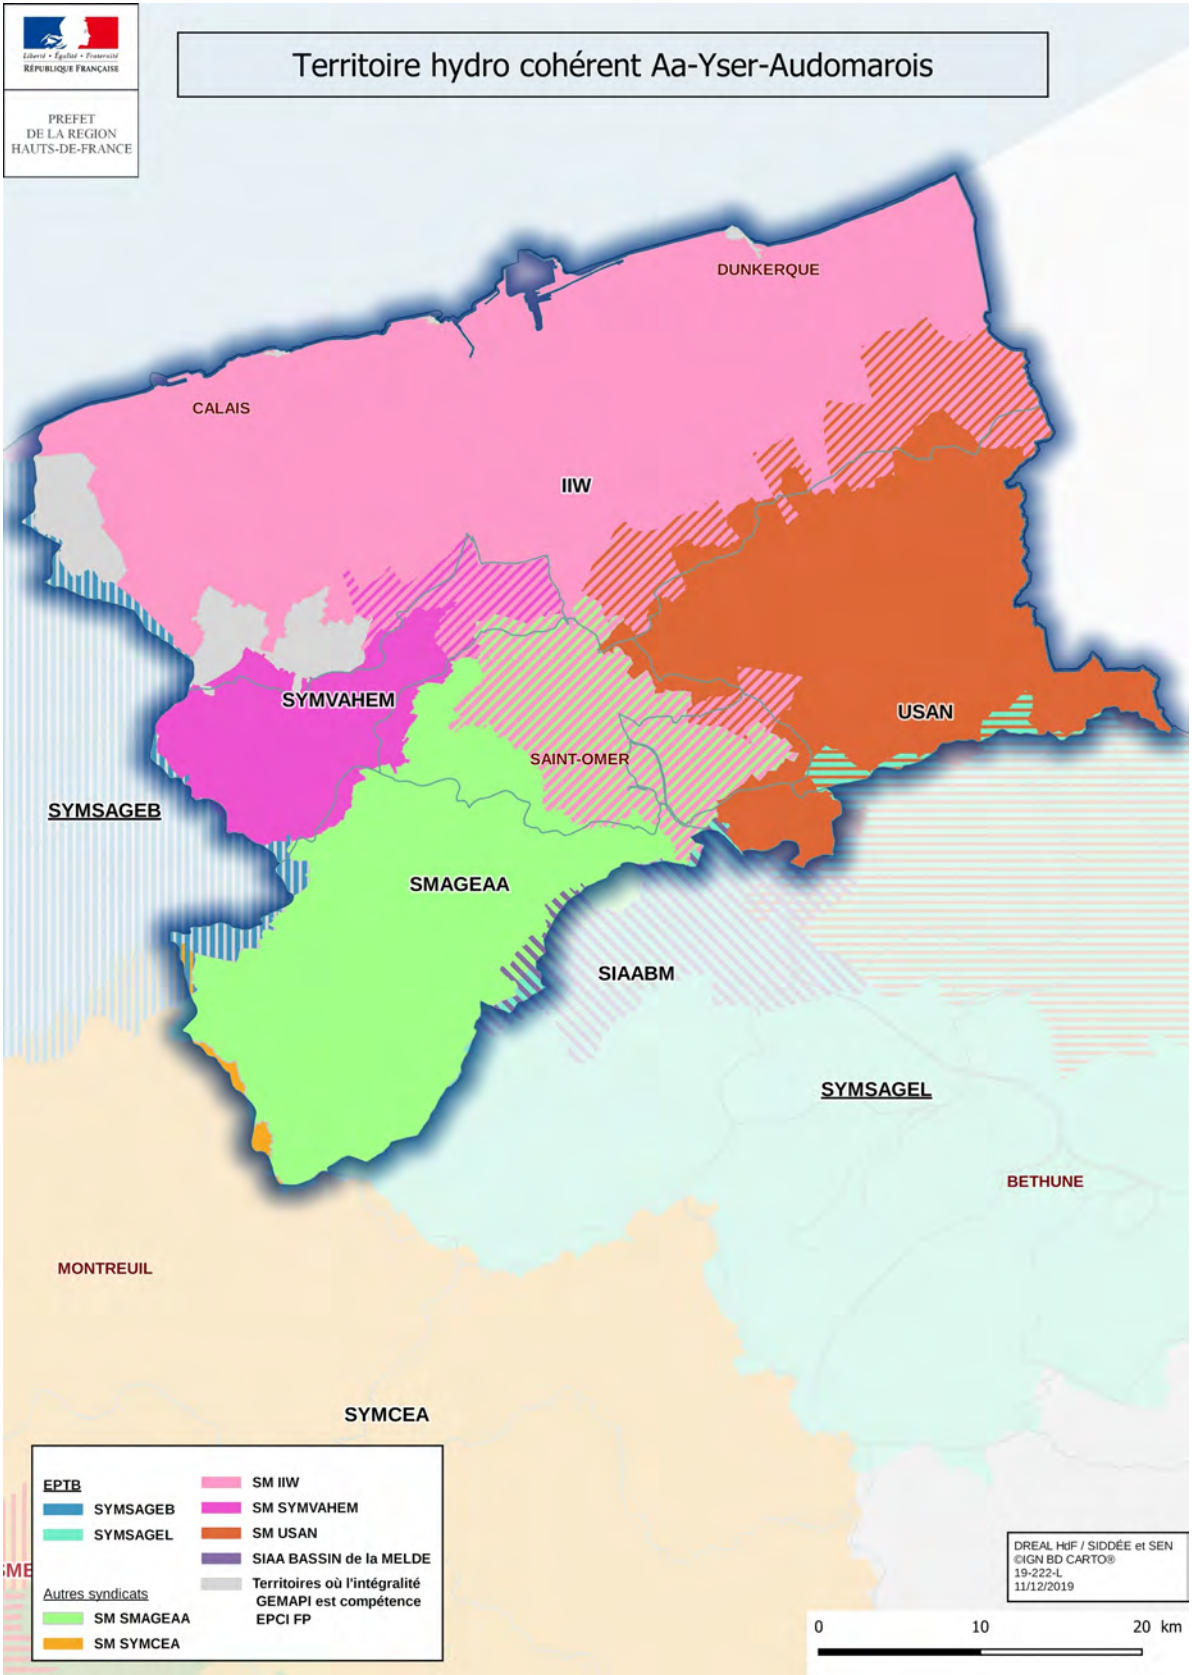 Liberté • Égalité • Fraternité
RÉPUBLIQUE FRANÇAISE
PREFET
DE LA REGION
HAUTS-DE-FRANCE
Territoire hydro cohérent Aa-Yser-Audomarois
DUNKERQUE
CALAIS
IIW
SYMVAHEM
USAN
SAINT-OMER
SYMSAGEB
SMAGEAA
SIAABM
SYMSAGEL
BETHUNE
MONTREUIL
SYMCEA
EPTB
SYMSAGEB
SYMSAGEL
Autres syndicats
SM SMAGEAA
SM SYMCEA
SM IIW
SM SYMVAHEM
SM USAN
SIAA BASSIN de la MELDE
Territoires où l'intégralité
GEMAPI est compétence
EPCI FP
SME
DREAL HdF / SIDDÉE et SEN
©IGN BD CARTO®
19-222-L
11/12/2019
0 10 20 km